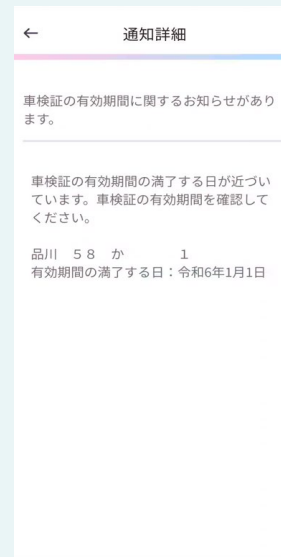 通知詳細
車検証の有効期間に関するお知らせがあり
ます。
車検証の有効期間の満了する日が近づい
ています。車検証の有効期間を確認して
ください。
品川 ５８ か １
有効期間の満了する日：令和6年1月1日